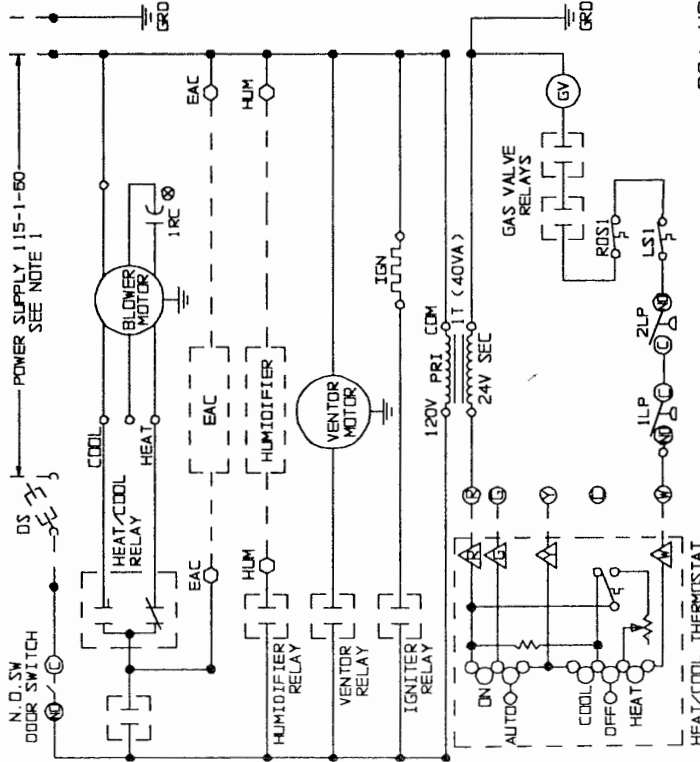 POWER SUPPLY 115-1-60
SEE NOTE 1
GRD
DS
N.O. SW
DOOR SWITCH
NO
C
COOL
HEAT
HEAT/COOL
RELAY
BLOWER
MOTOR
1RC
EAC
EAC
EAC
HUM
HUMIDIFIER
HUM
HUMIDIFIER
RELAY
VENTOR
MOTOR
VENTOR
RELAY
IGN
IGNITER
RELAY
120V PRI COM
1T (40VA)
24V SEC
GRD
R
G
Y
W
R
G
Y
W
ON
AUTO
COOL
OFF
HEAT
HEAT/COOL THERMOSTAT
GV
GAS VALVE
RELAYS
ROS1
LS1
1LP
NO
C
2LP
C
NO